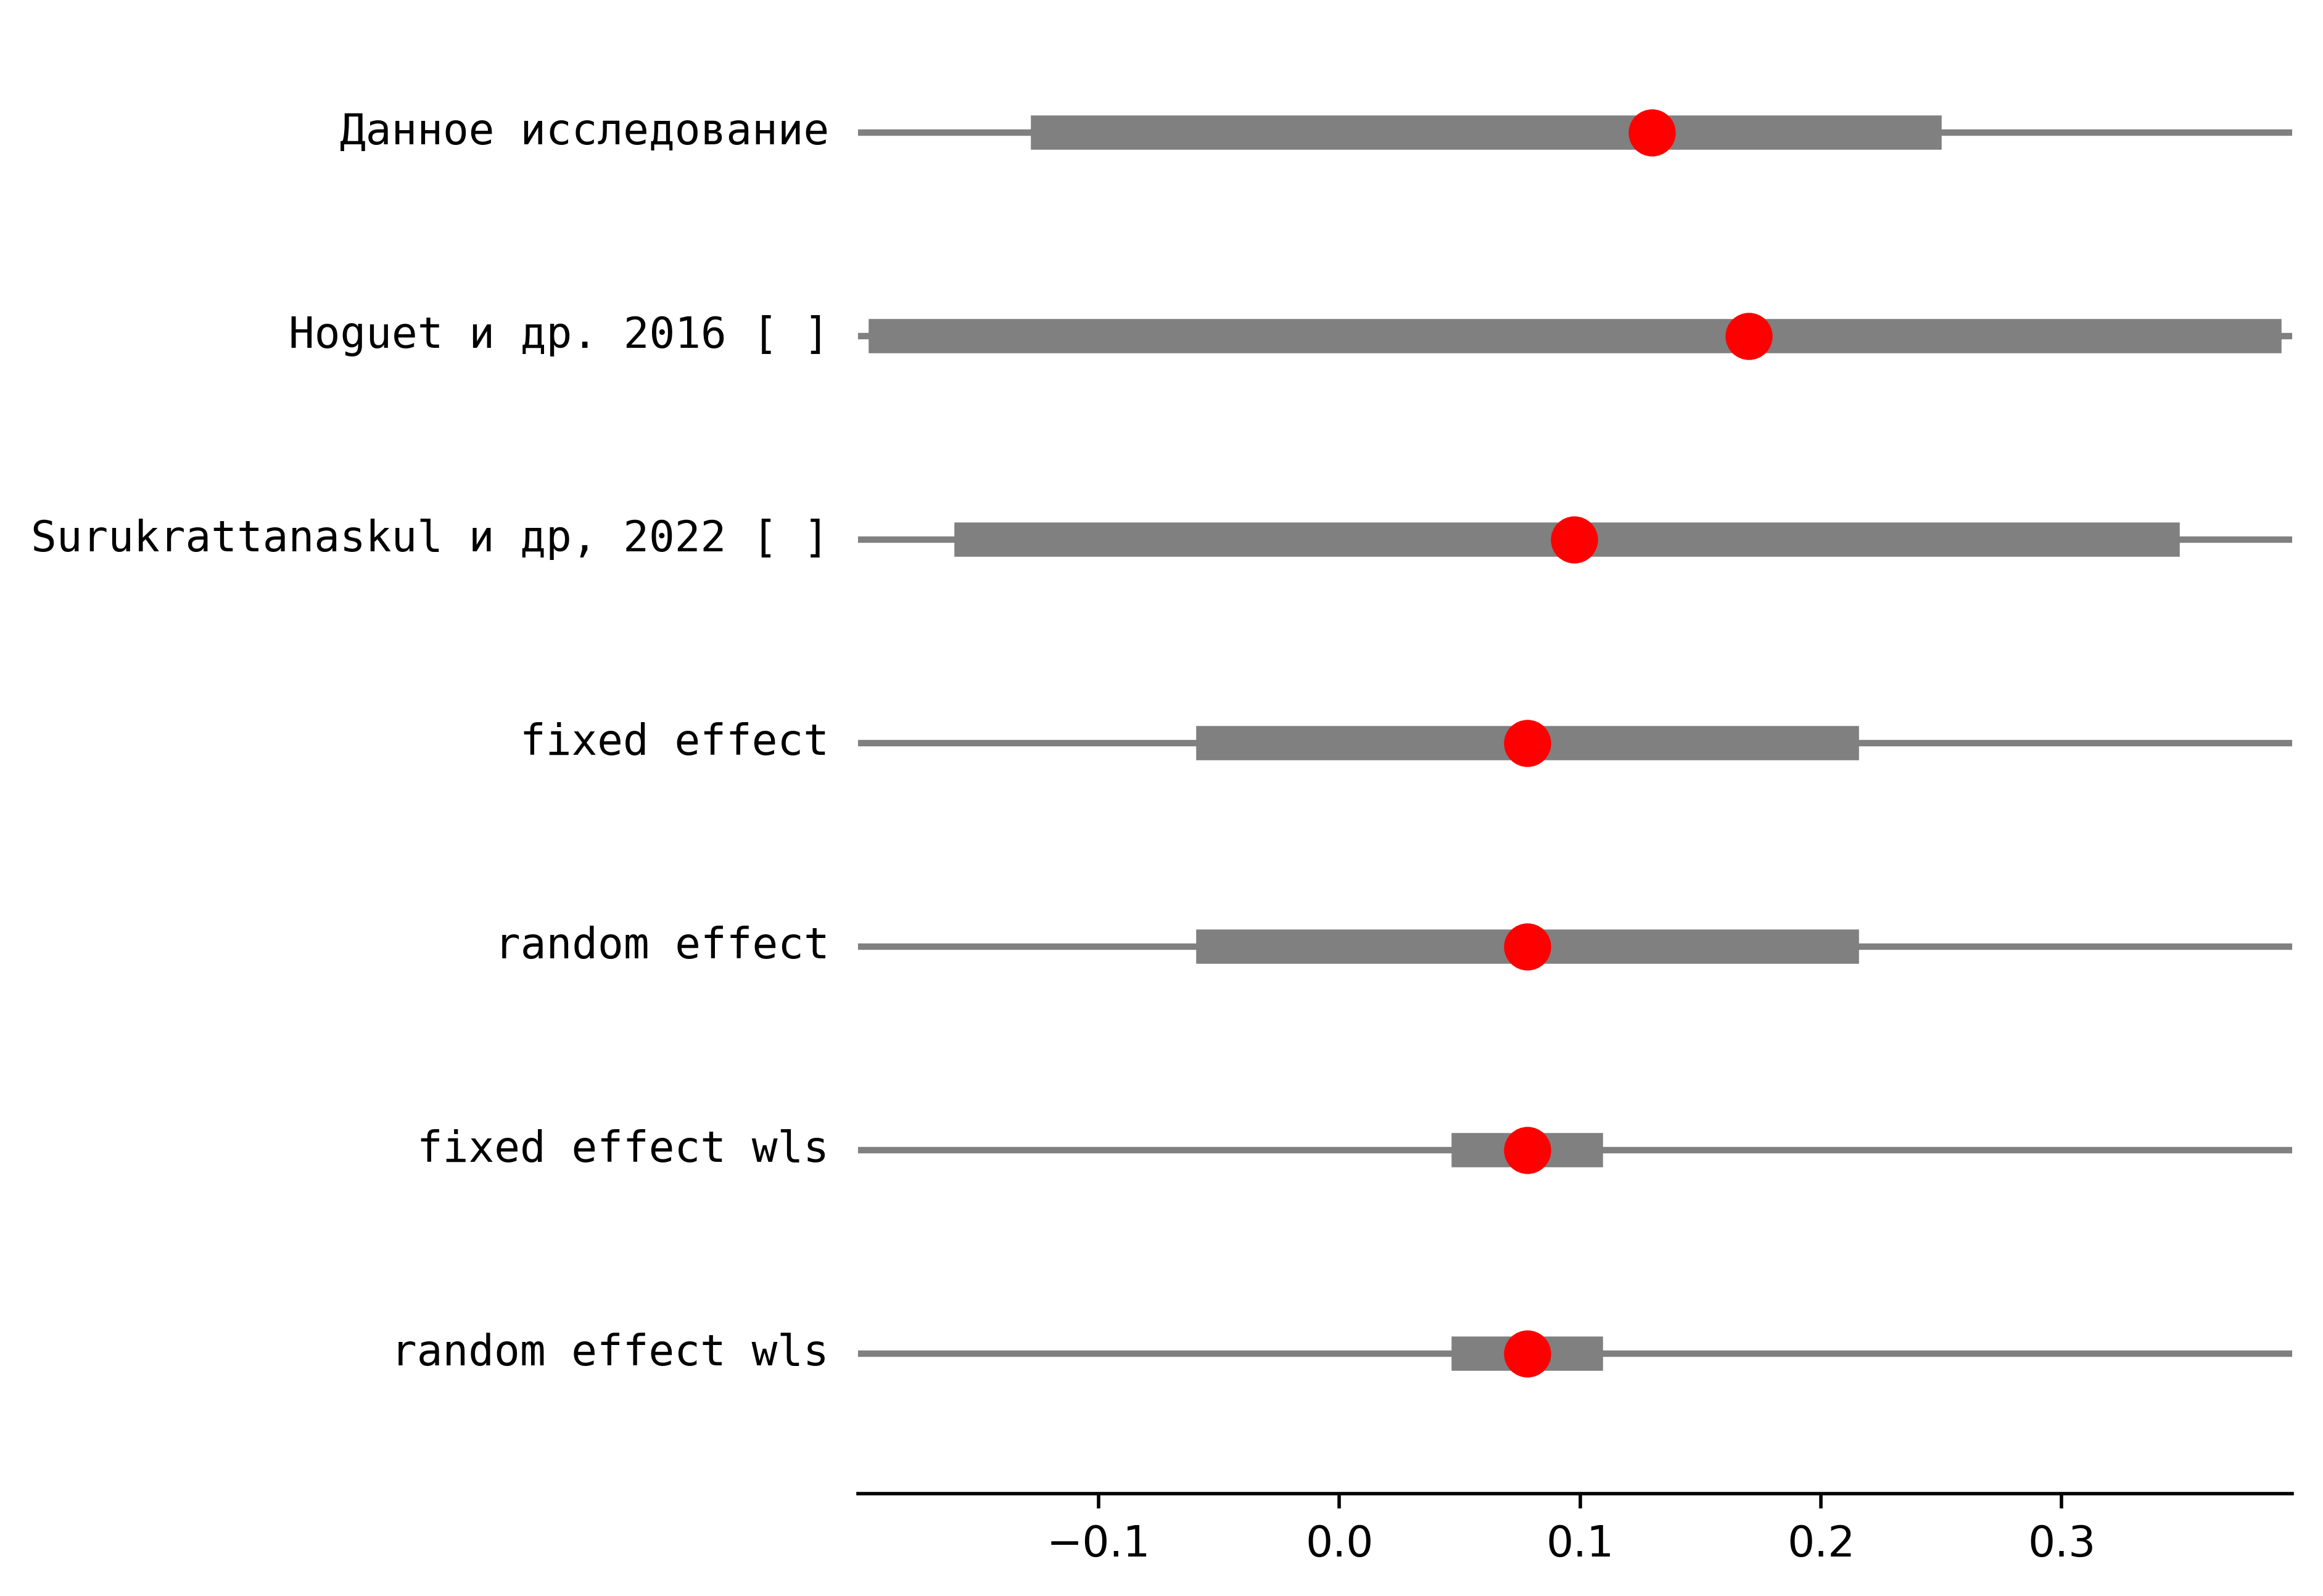 Данное исследование
Hoguet и др. 2016 [ ]
Surukrattanaskul и др, 2022 [ ]
fixed effect
random effect
fixed effect wls
random effect wls
−0.1 0.0 0.1 0.2 0.3